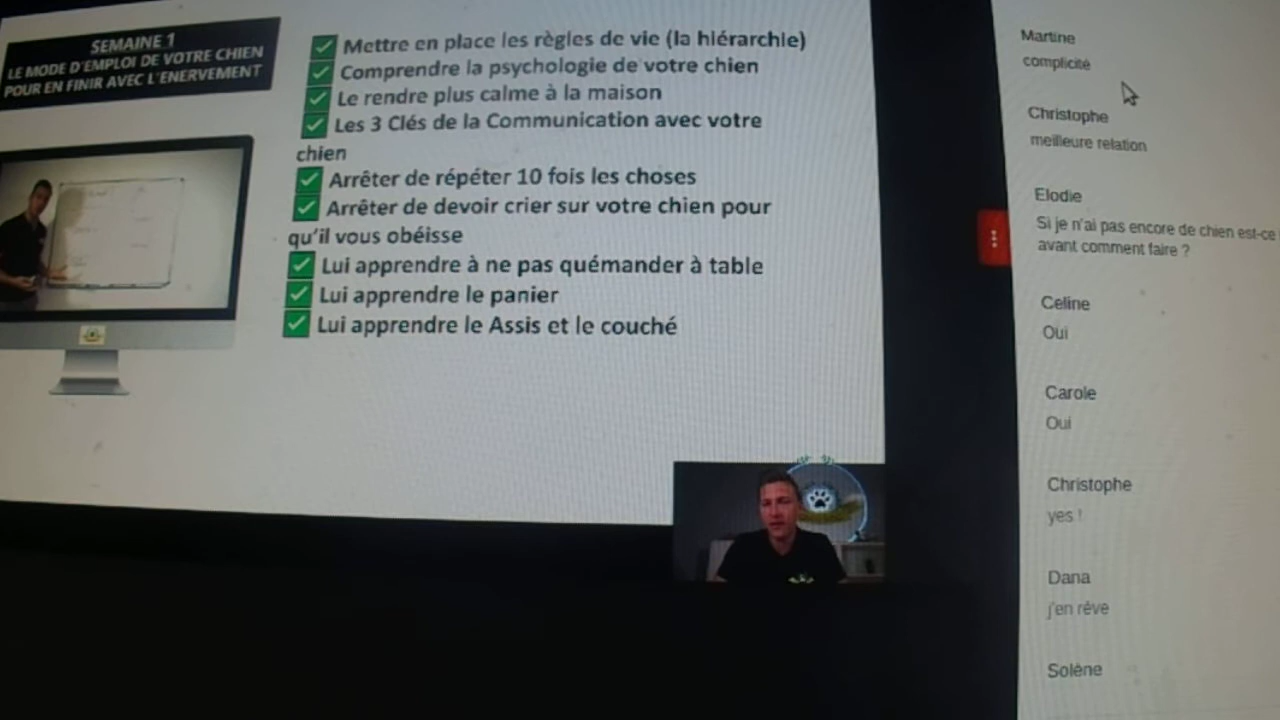 SEMAINE 1
LE MODE D'EMPLOI DE VOTRE CHIEN
POUR EN FINIR AVEC L'ENERVEMENT
Mettre en place les règles de vie (la hiérarchie)
Comprendre la psychologie de votre chien
Le rendre plus calme à la maison
Les 3 Clés de la Communication avec votre
chien
Arrêter de répéter 10 fois les choses
Arrêter de devoir crier sur votre chien pour
qu'il vous obéisse
Lui apprendre à ne pas quémander à table
Lui apprendre le panier
Lui apprendre le Assis et le couché
Martine
complicité
Christophe
meilleure relation
Elodie
Si je n'ai pas encore de chien est-ce
avant comment faire ?
Celine
Oui
Carole
Oui
Christophe
yes !
Dana
j'en rêve
Solène